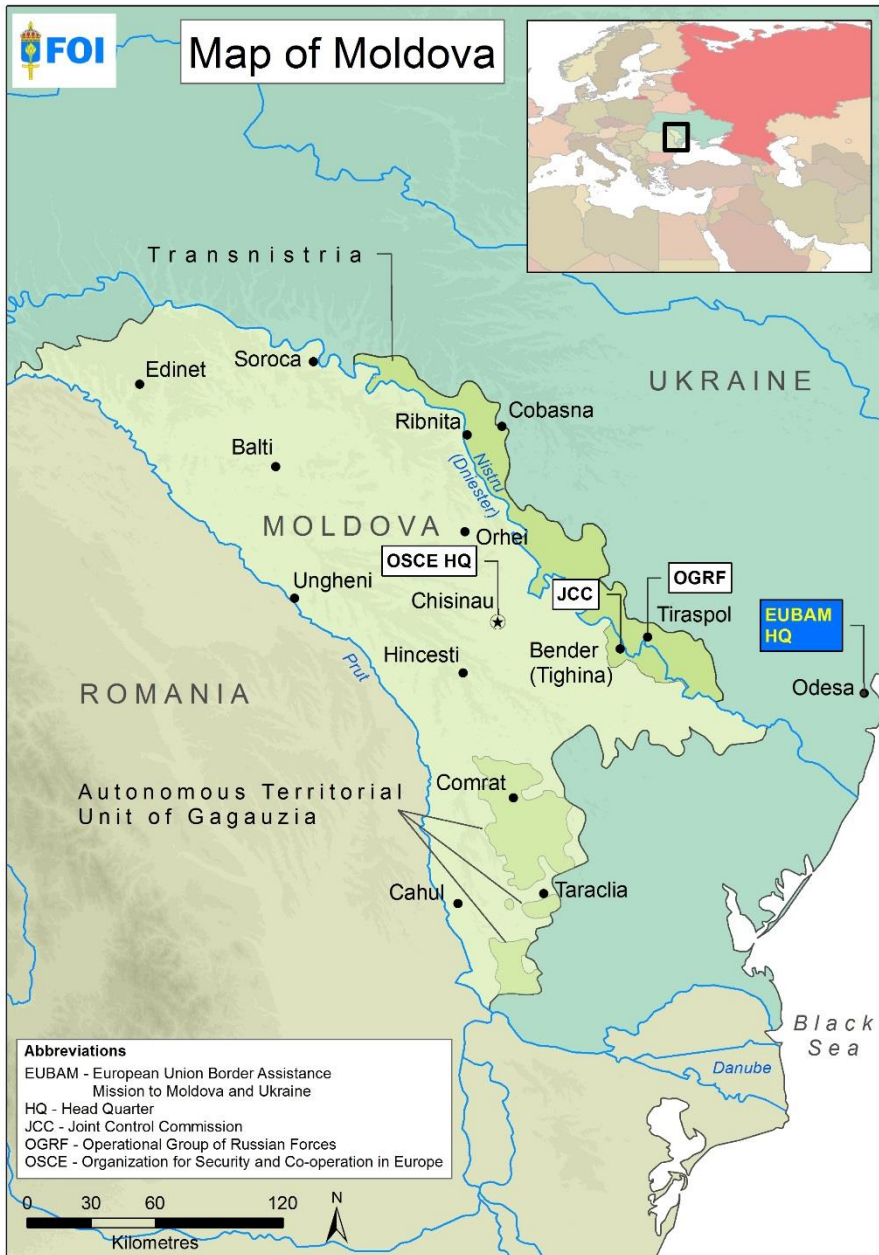 FOI
Map of Moldova
Transnistria
Edinet
Soroca
UKRAINE
Ribnita
Cobasna
Balti
Nistru
(Dniester)
MOLDOVA
Orhei
OSCE HQ
Ungheni
Chisinau
JCC
OGRF
Tiraspol
EUBAM
HQ
Bender
(Tighina)
Hincesti
Prut
Odesa
ROMANIA
Comrat
Autonomous Territorial
Unit of Gagauzia
Cahul
Taraclia
Black
Sea
Danube
Abbreviations
EUBAM - European Union Border Assistance
Mission to Moldova and Ukraine
HQ - Head Quarter
JCC - Joint Control Commission
OGRF - Operational Group of Russian Forces
OSCE - Organization for Security and Co-operation in Europe
0 30 60 120
Kilometres
N